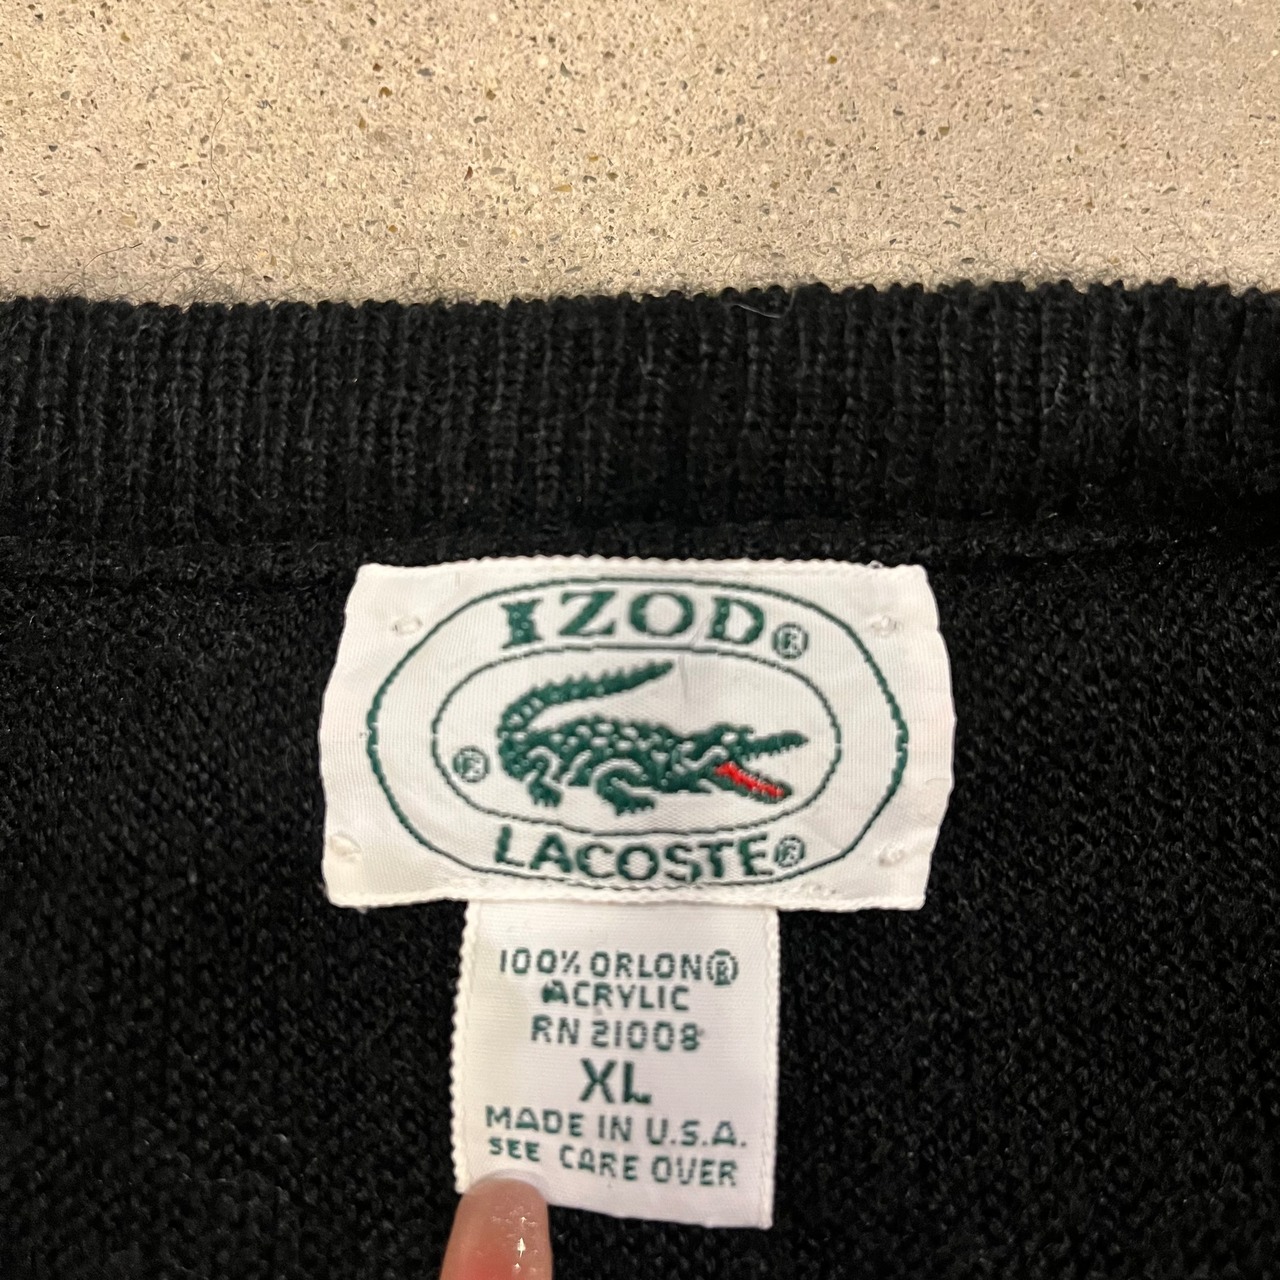 IZOD®
®
LACOSTE®
100% ORLON®
ACRYLIC
RN 21008
XL
MADE IN U.S.A.
SEE CARE OVER